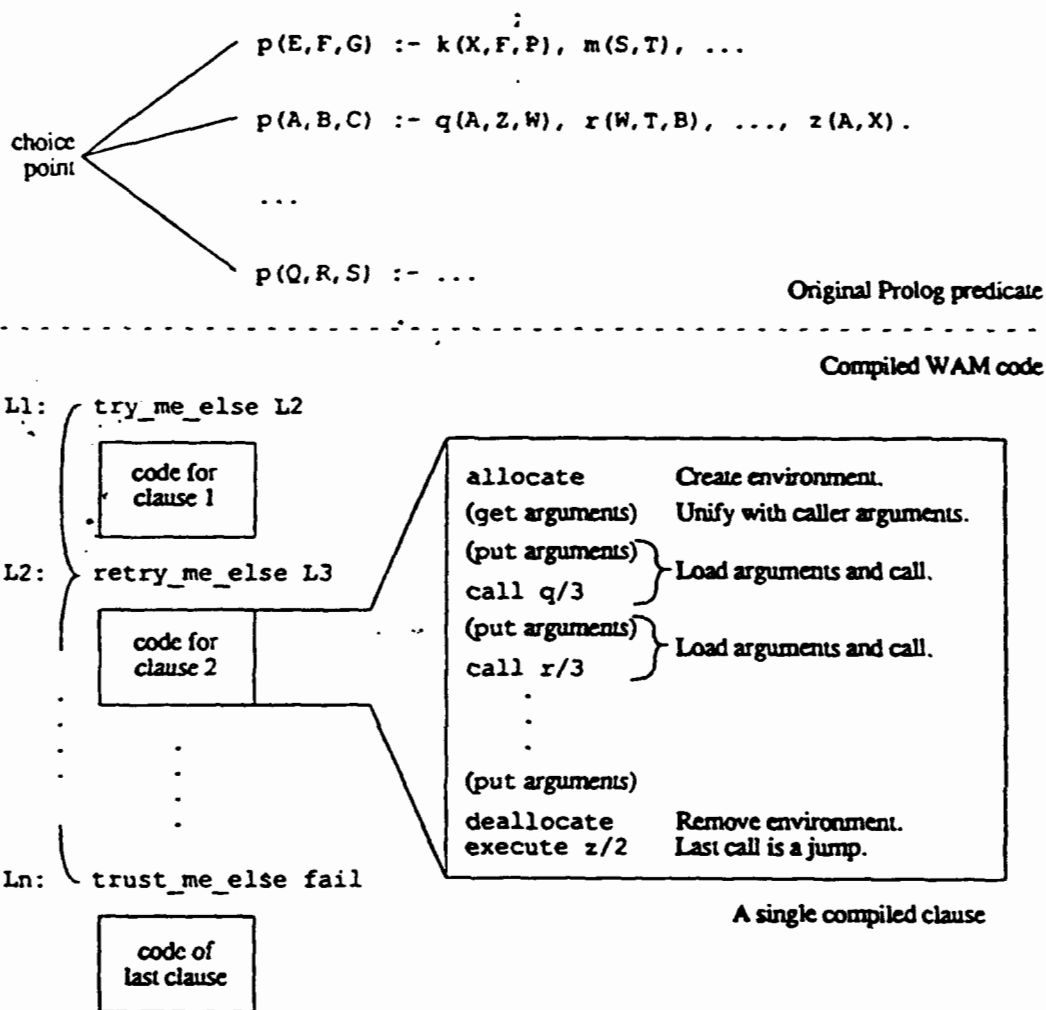 p(E,F,G) :- k(X,F,P), m(S,T), ...
p(A,B,C) :- q(A,Z,W), r(W,T,B), ..., z(A,X).
choice
point
...
p(Q,R,S) :- ...
Original Prolog predicate
Compiled WAM code
L1: try_me_else L2
code for
clause 1
L2: retry_me_else L3
code for
clause 2
allocate Create environment.
(get arguments) Unify with caller arguments.
(put arguments)
Load arguments and call.
call q/3
(put arguments)
Load arguments and call.
call r/3
(put arguments)
deallocate Remove environment.
execute z/2 Last call is a jump.
Ln: trust_me_else fail
A single compiled clause
code of
last clause